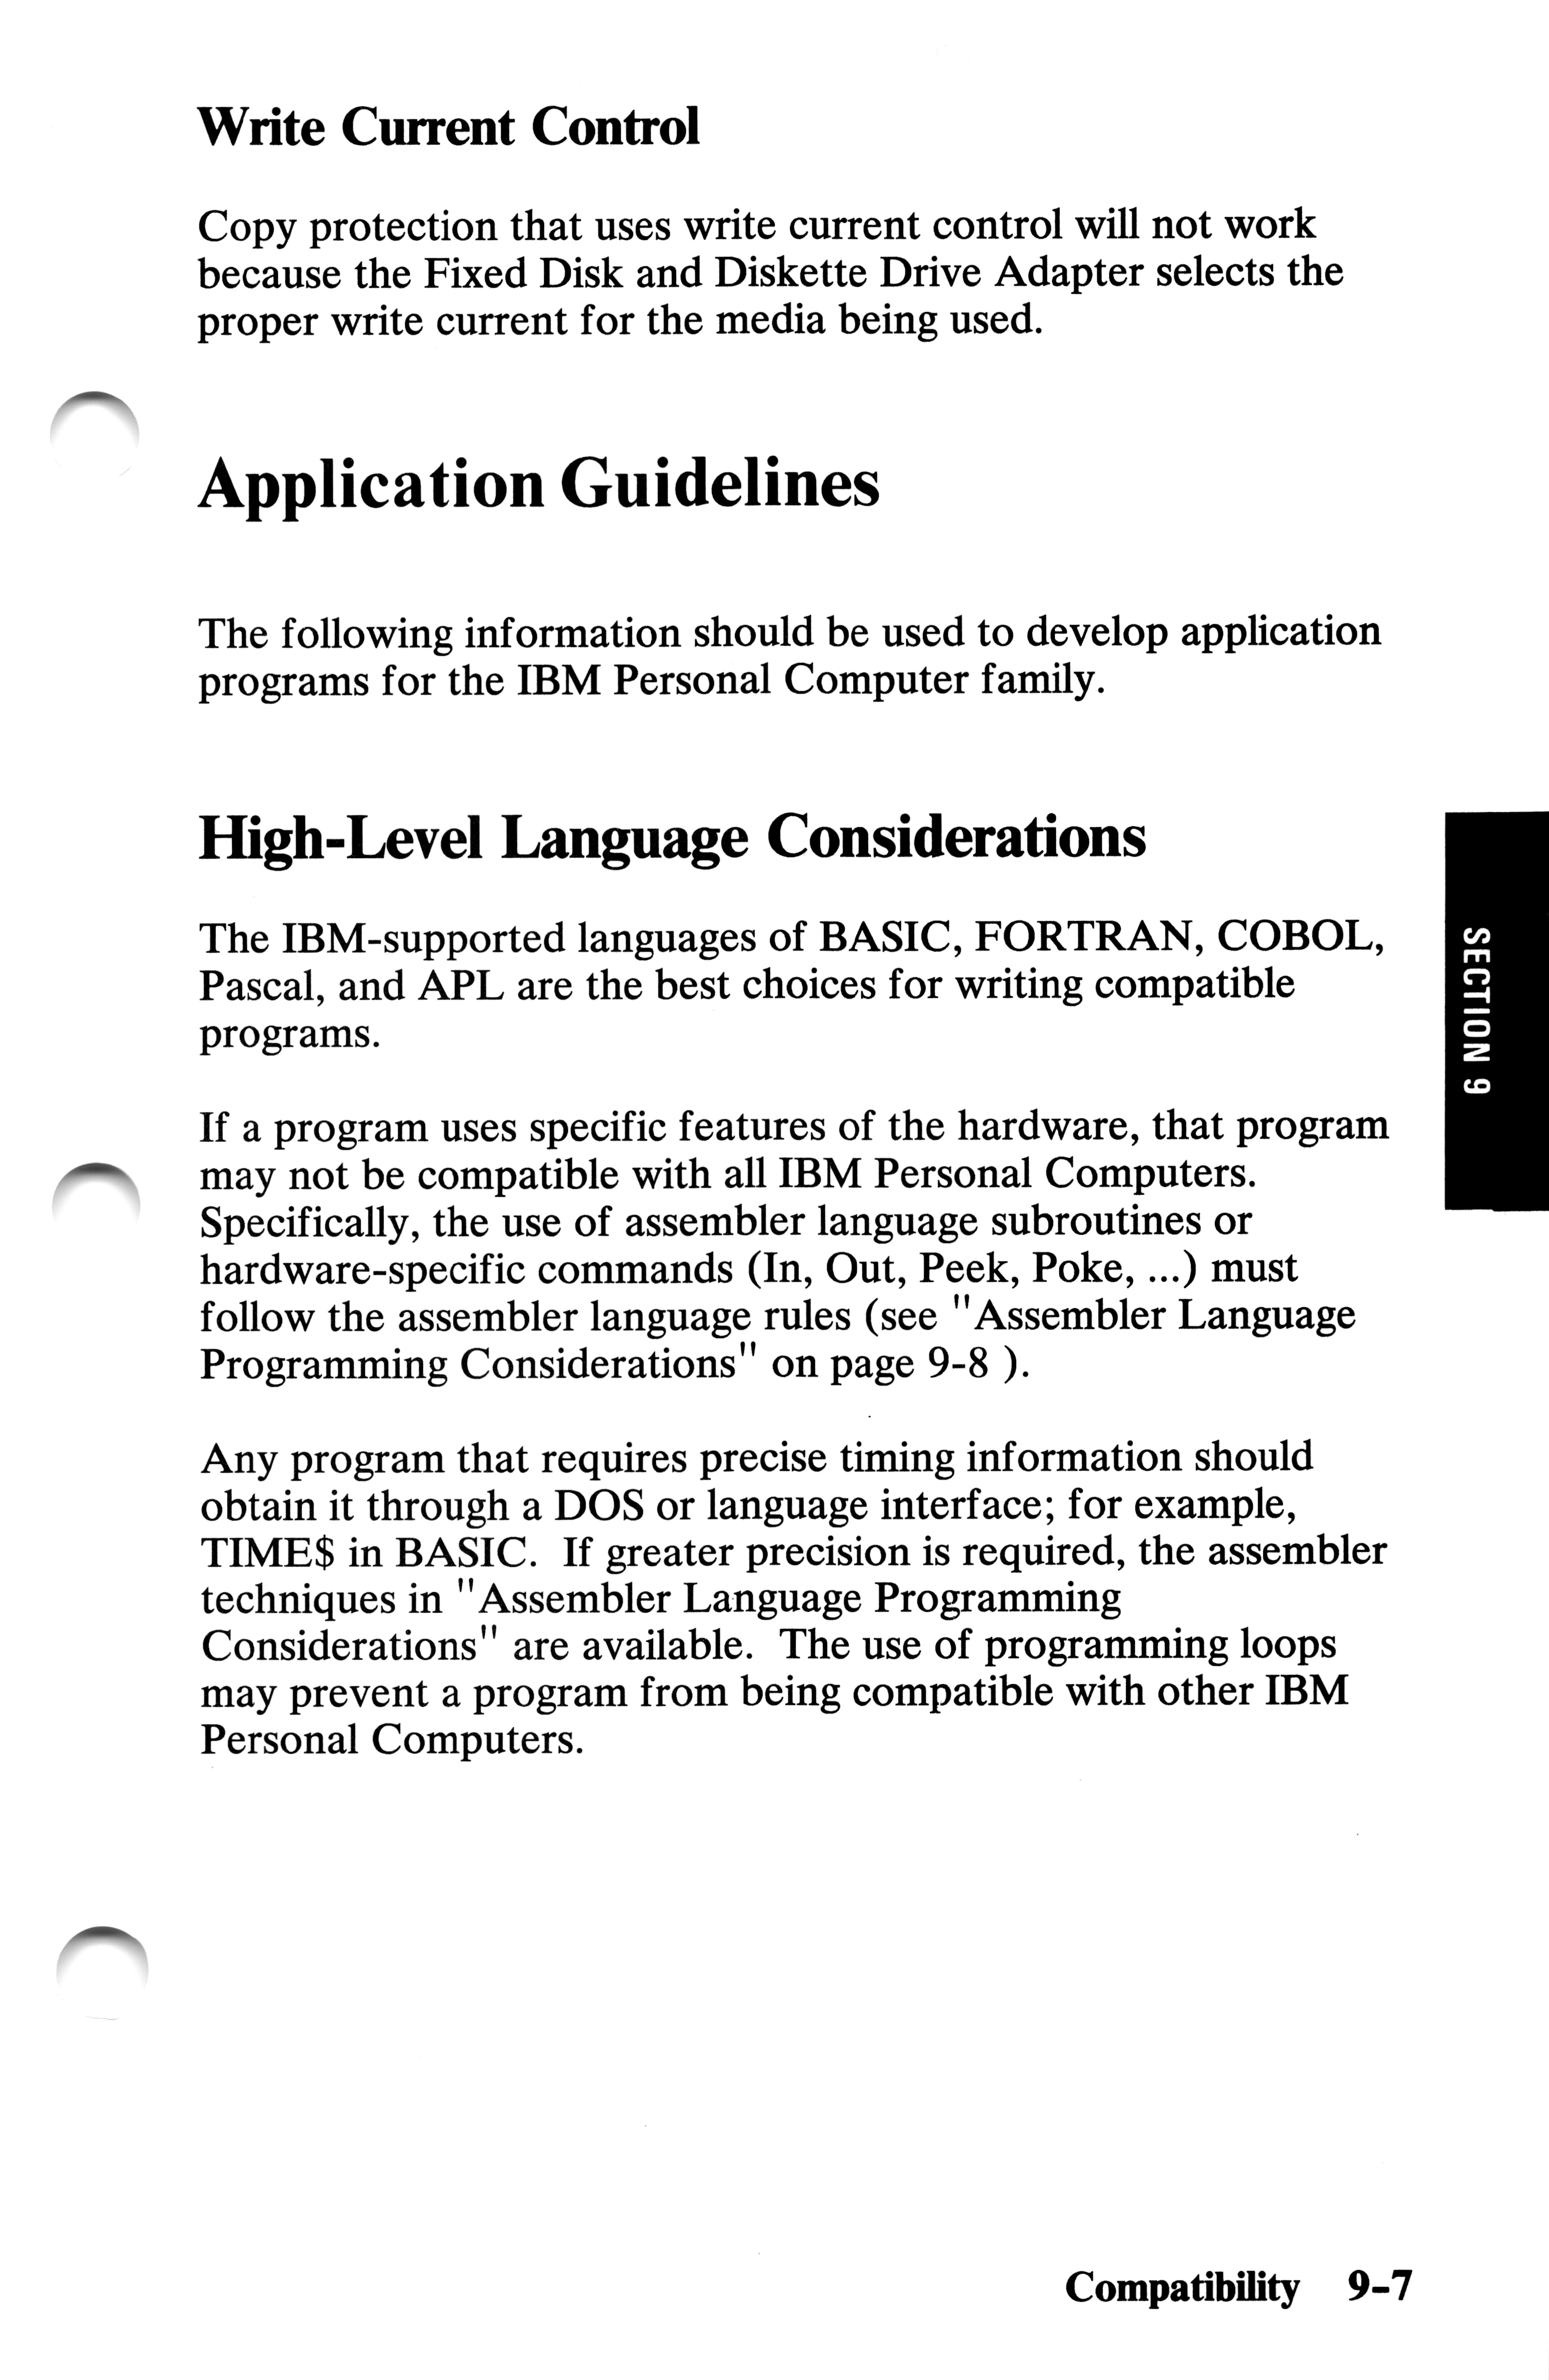 Write Current Control
Copy protection that uses write current control will not work
because the Fixed Disk and Diskette Drive Adapter selects the
proper write current for the media being used.
Application Guidelines
The following information should be used to develop application
programs for the IBM Personal Computer family.
High-Level Language Considerations
The IBM-supported languages of BASIC, FORTRAN, COBOL,
Pascal, and APL are the best choices for writing compatible
programs.
If a program uses specific features of the hardware, that program
may not be compatible with all IBM Personal Computers.
Specifically, the use of assembler language subroutines or
hardware-specific commands (In, Out, Peek, Poke, ...) must
follow the assembler language rules (see "Assembler Language
Programming Considerations" on page 9-8 ).
Any program that requires precise timing information should
obtain it through a DOS or language interface; for example,
TIME$ in BASIC.  If greater precision is required, the assembler
techniques in "Assembler Language Programming
Considerations" are available.  The use of programming loops
may prevent a program from being compatible with other IBM
Personal Computers.
SECTION 9
Compatibility 9-7